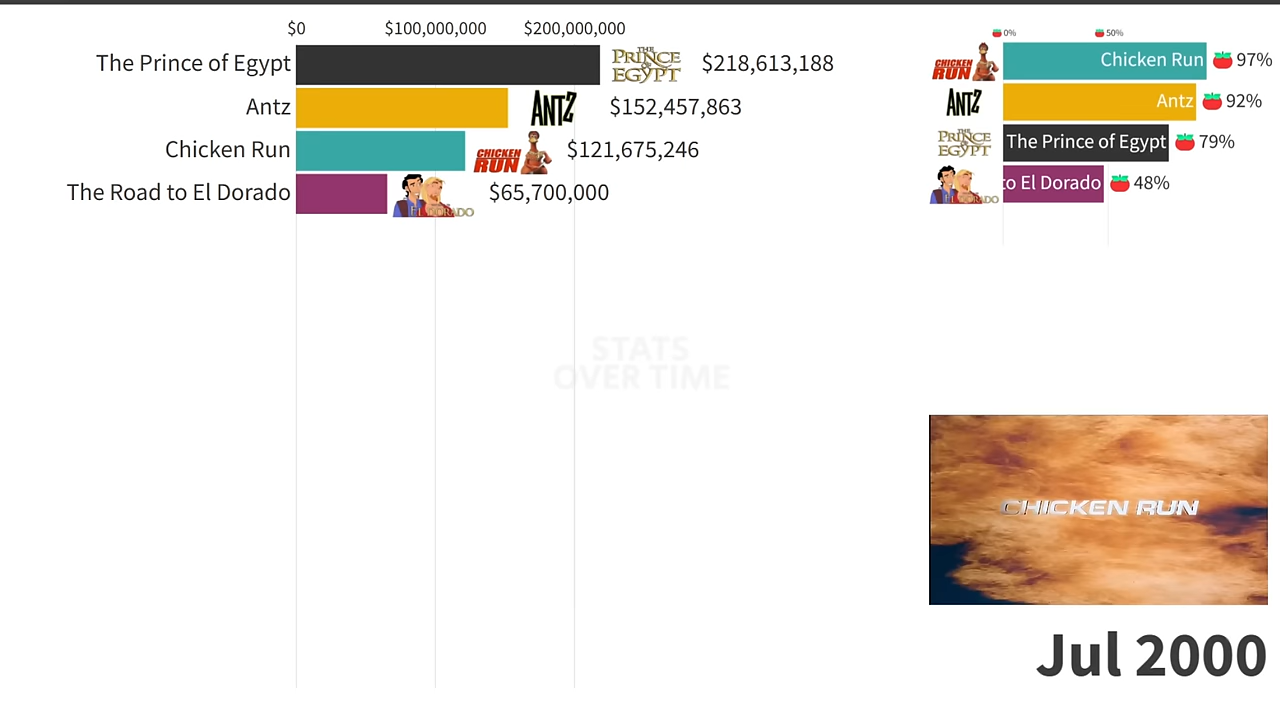 $0 $100,000,000 $200,000,000
The Prince of Egypt THE PRINCE OF EGYPT $218,613,188
Antz ANTZ $152,457,863
Chicken Run CHICKEN RUN $121,675,246
The Road to El Dorado EL DORADO $65,700,000
0% 50%
CHICKEN RUN Chicken Run 97%
ANTZ Antz 92%
THE PRINCE OF EGYPT The Prince of Egypt 79%
to El Dorado 48%
STATS
OVER TIME
CHICKEN RUN
Jul 2000